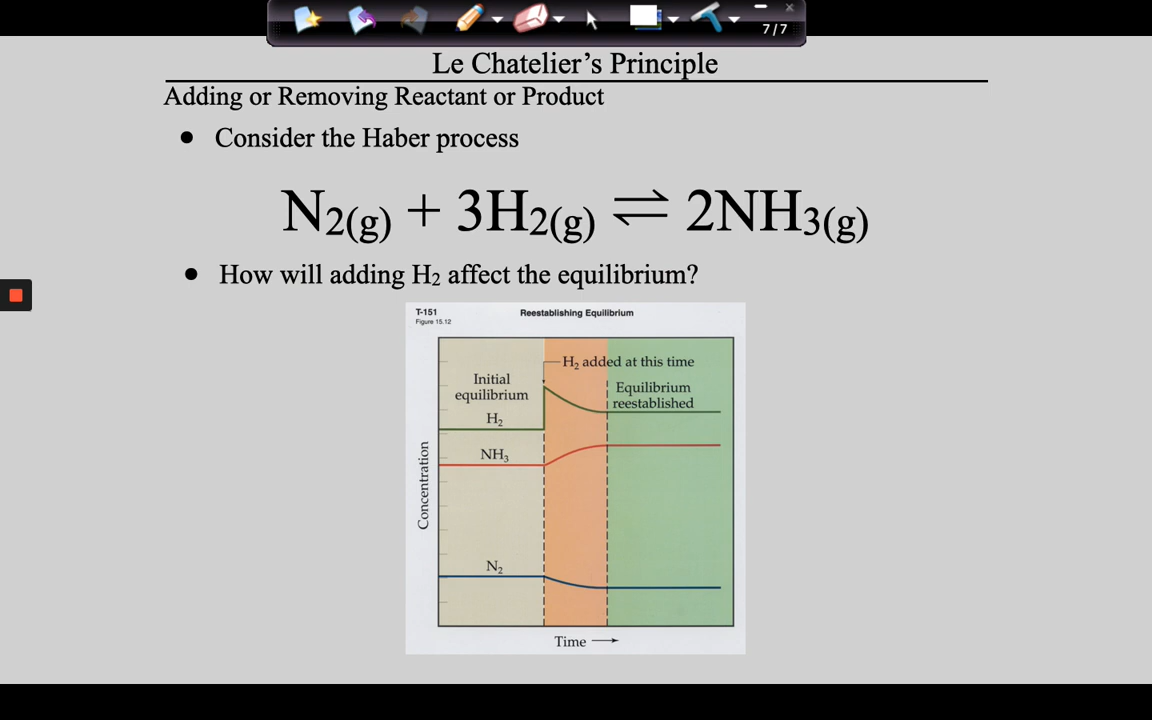 7/7
Le Chatelier’s Principle
Adding or Removing Reactant or Product
● Consider the Haber process
N2(g) + 3H2(g) ⇌ 2NH3(g)
● How will adding H2 affect the equilibrium?
T-151
Figure 15.12
Reestablishing Equilibrium
H2 added at this time
Initial
equilibrium
Equilibrium
reestablished
H2
NH3
N2
Concentration
Time →